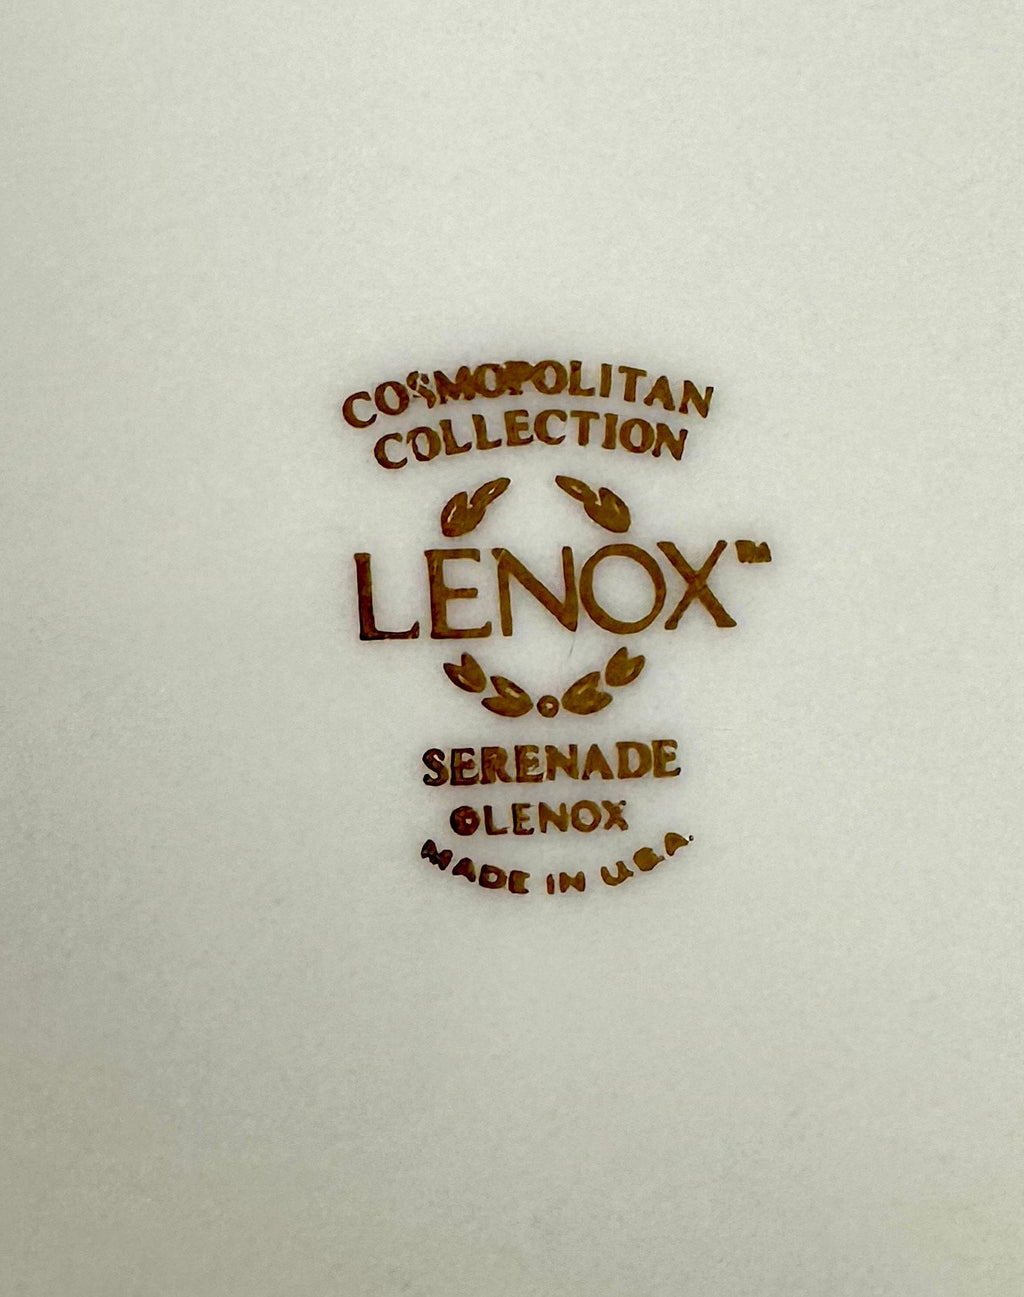 COSMOPOLITAN
COLLECTION
LENOX™
SERENADE
©LENOX
MADE IN U.S.A.